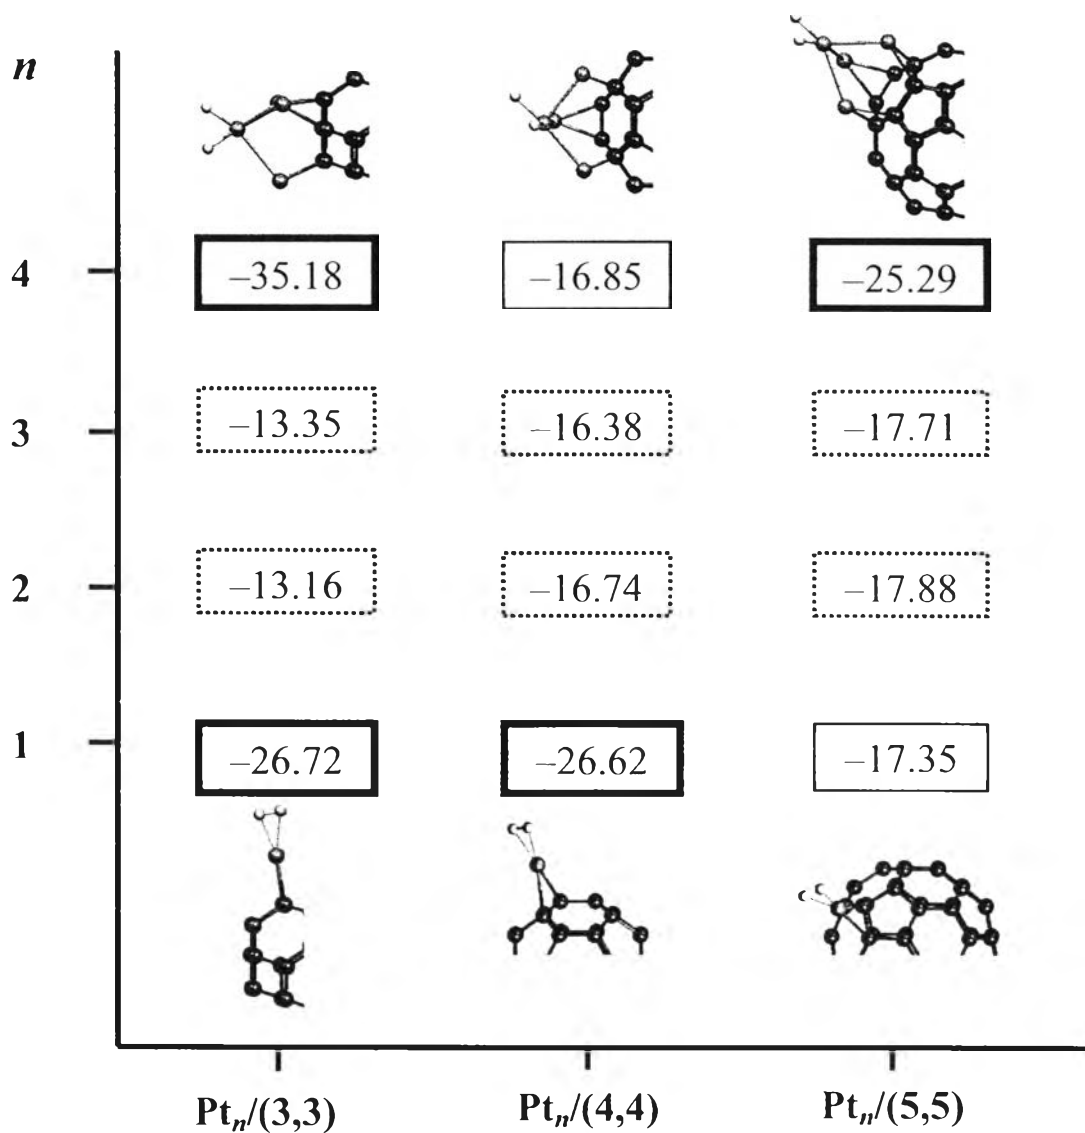 n
4 –35.18 –16.85 –25.29
3 –13.35 –16.38 –17.71
2 –13.16 –16.74 –17.88
1 –26.72 –26.62 –17.35
Ptₙ/(3,3) Ptₙ/(4,4) Ptₙ/(5,5)